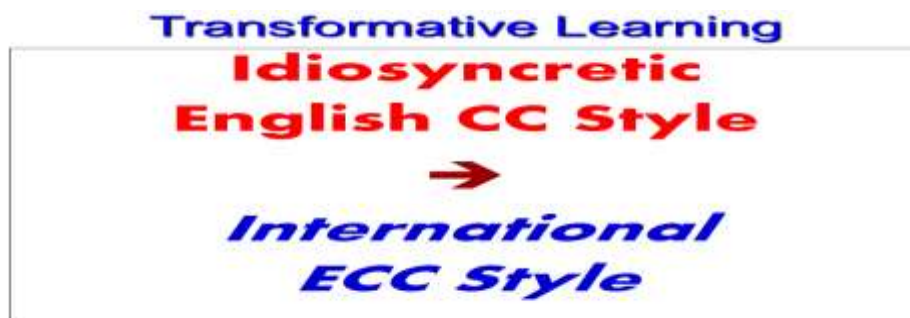 Transformative Learning
Idiosyncretic
English CC Style
→
International
ECC Style